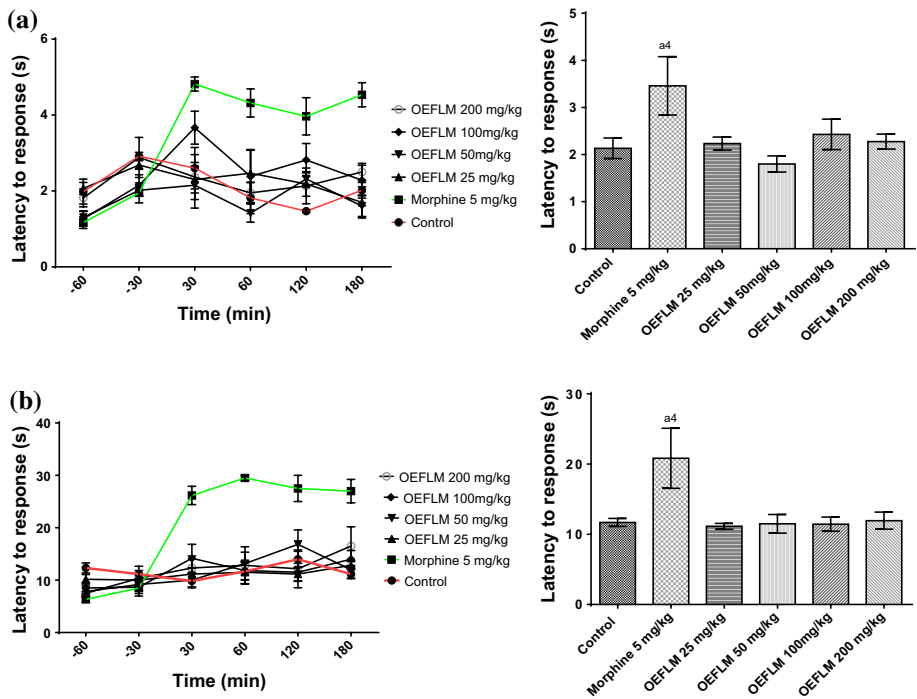 (a)
Latency to response (s)
6
4
2
0
-60
-30
30
60
120
180
Time (min)
OEFLM 200 mg/kg
OEFLM 100mg/kg
OEFLM 50mg/kg
OEFLM 25 mg/kg
Morphine 5 mg/kg
Control
Latency to response (s)
5
4
3
2
1
0
a4
Control
Morphine 5 mg/kg
OEFLM 25 mg/kg
OEFLM 50mg/kg
OEFLM 100mg/kg
OEFLM 200 mg/kg
(b)
Latency to response (s)
40
30
20
10
0
-60
-30
30
60
120
180
Time (min)
OEFLM 200 mg/kg
OEFLM 100mg/kg
OEFLM 50 mg/kg
OEFLM 25 mg/kg
Morphine 5 mg/kg
Control
Latency to response (s)
30
20
10
0
a4
Control
Morphine 5 mg/kg
OEFLM 25 mg/kg
OEFLM 50 mg/kg
OEFLM 100mg/kg
OEFLM 200 mg/kg